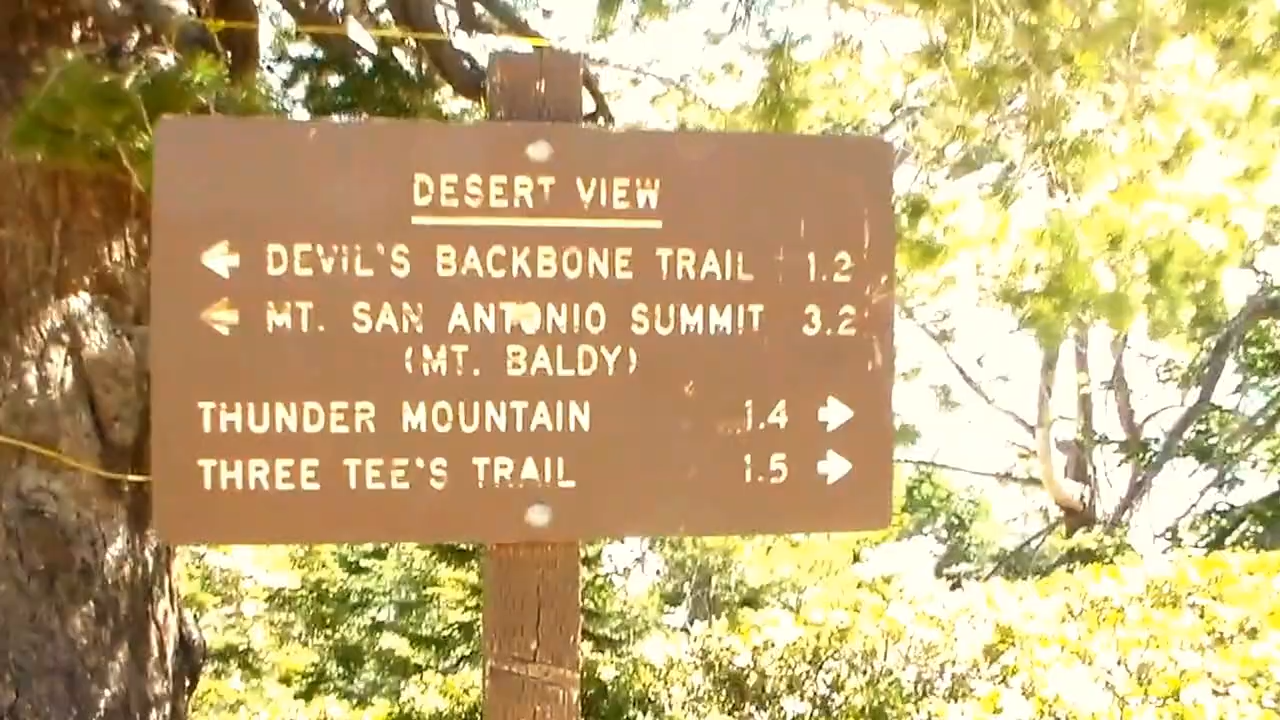 DESERT VIEW
← DEVIL'S BACKBONE TRAIL 1.2
← MT. SAN ANTONIO SUMMIT 3.2
(MT. BALDY)
THUNDER MOUNTAIN 1.4 →
THREE TEE'S TRAIL 1.5 →